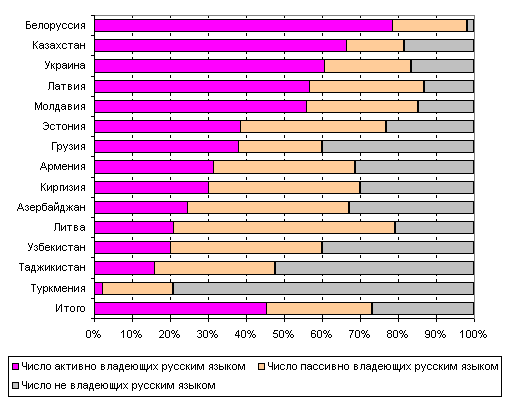 Белоруссия
Казахстан
Украина
Латвия
Молдавия
Эстония
Грузия
Армения
Киргизия
Азербайджан
Литва
Узбекистан
Таджикистан
Туркмения
Итого
0% 10% 20% 30% 40% 50% 60% 70% 80% 90% 100%
Число активно владеющих русским языком Число пассивно владеющих русским языком
Число не владеющих русским языком